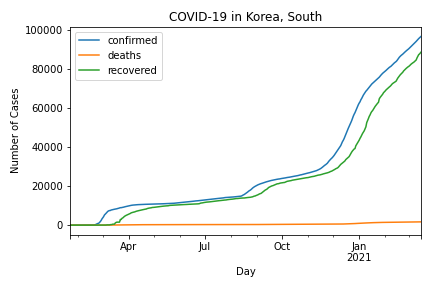 COVID-19 in Korea, South
confirmed
deaths
recovered
100000
80000
60000
40000
20000
0
Number of Cases
Apr Jul Oct Jan
2021
Day